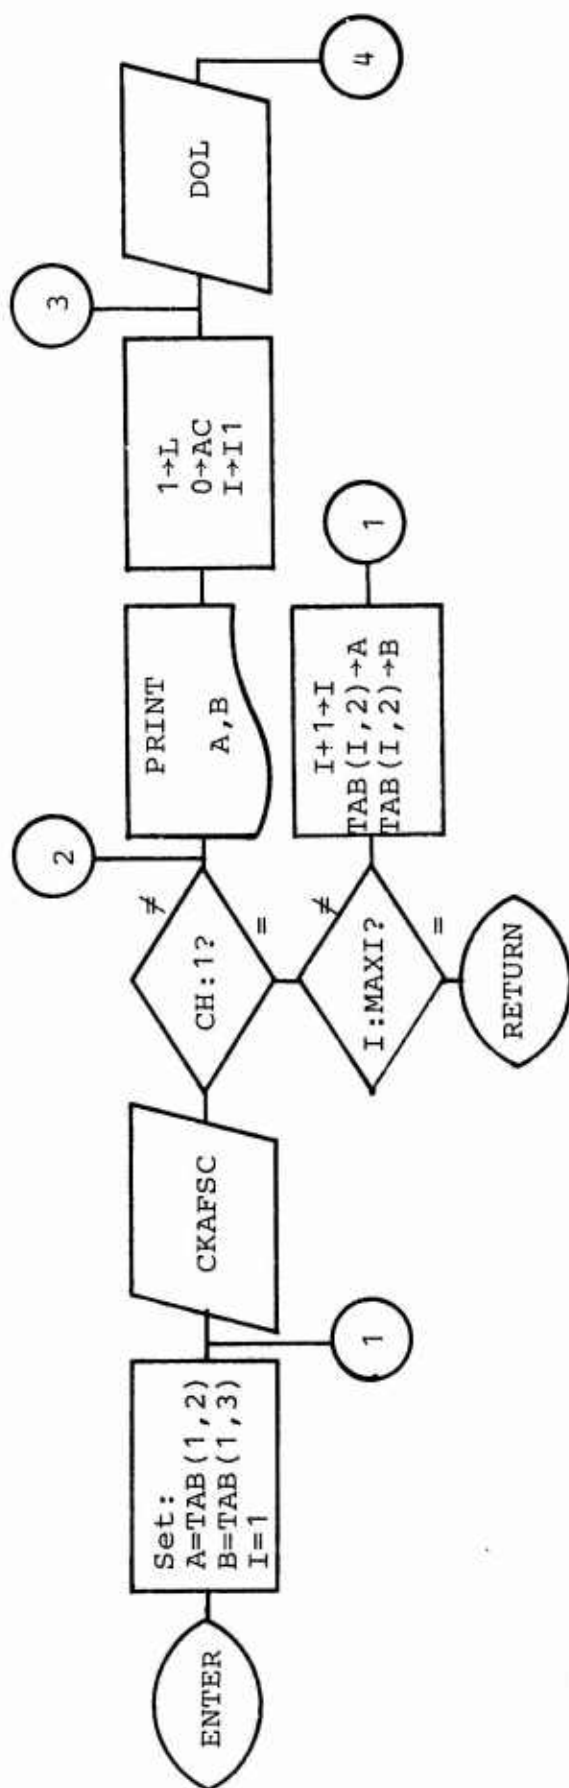 ENTER
Set:
A=TAB(1,2)
B=TAB(1,3)
I=1
1
CKAFSC
CH:1?
≠
=
2
PRINT
A,B
1→L
0→AC
I→I1
3
DOL
4
I:MAXI?
≠
=
I+1→I
TAB(I,2)→A
TAB(I,2)→B
1
RETURN